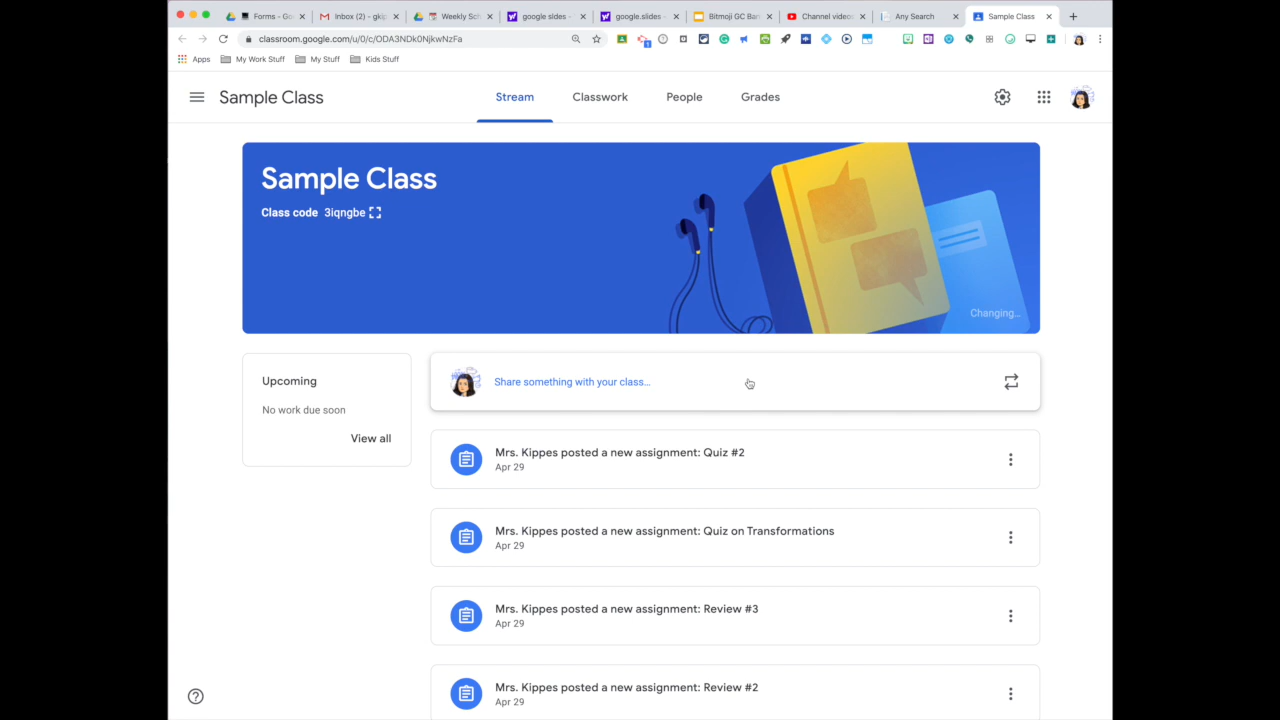 Forms - Go
Inbox (2) - gkip
Weekly Sch
google slides -
google.slides -
Bitmoji GC Ban
Channel videos
Any Search
Sample Class
classroom.google.com/u/0/c/ODA3NDk0NjkwNzFa
Apps
My Work Stuff
My Stuff
Kids Stuff
Sample Class
Stream
Classwork
People
Grades
Sample Class
Class code 3iqngbe
Changing...
Upcoming
No work due soon
View all
Share something with your class...
Mrs. Kippes posted a new assignment: Quiz #2
Apr 29
Mrs. Kippes posted a new assignment: Quiz on Transformations
Apr 29
Mrs. Kippes posted a new assignment: Review #3
Apr 29
Mrs. Kippes posted a new assignment: Review #2
Apr 29